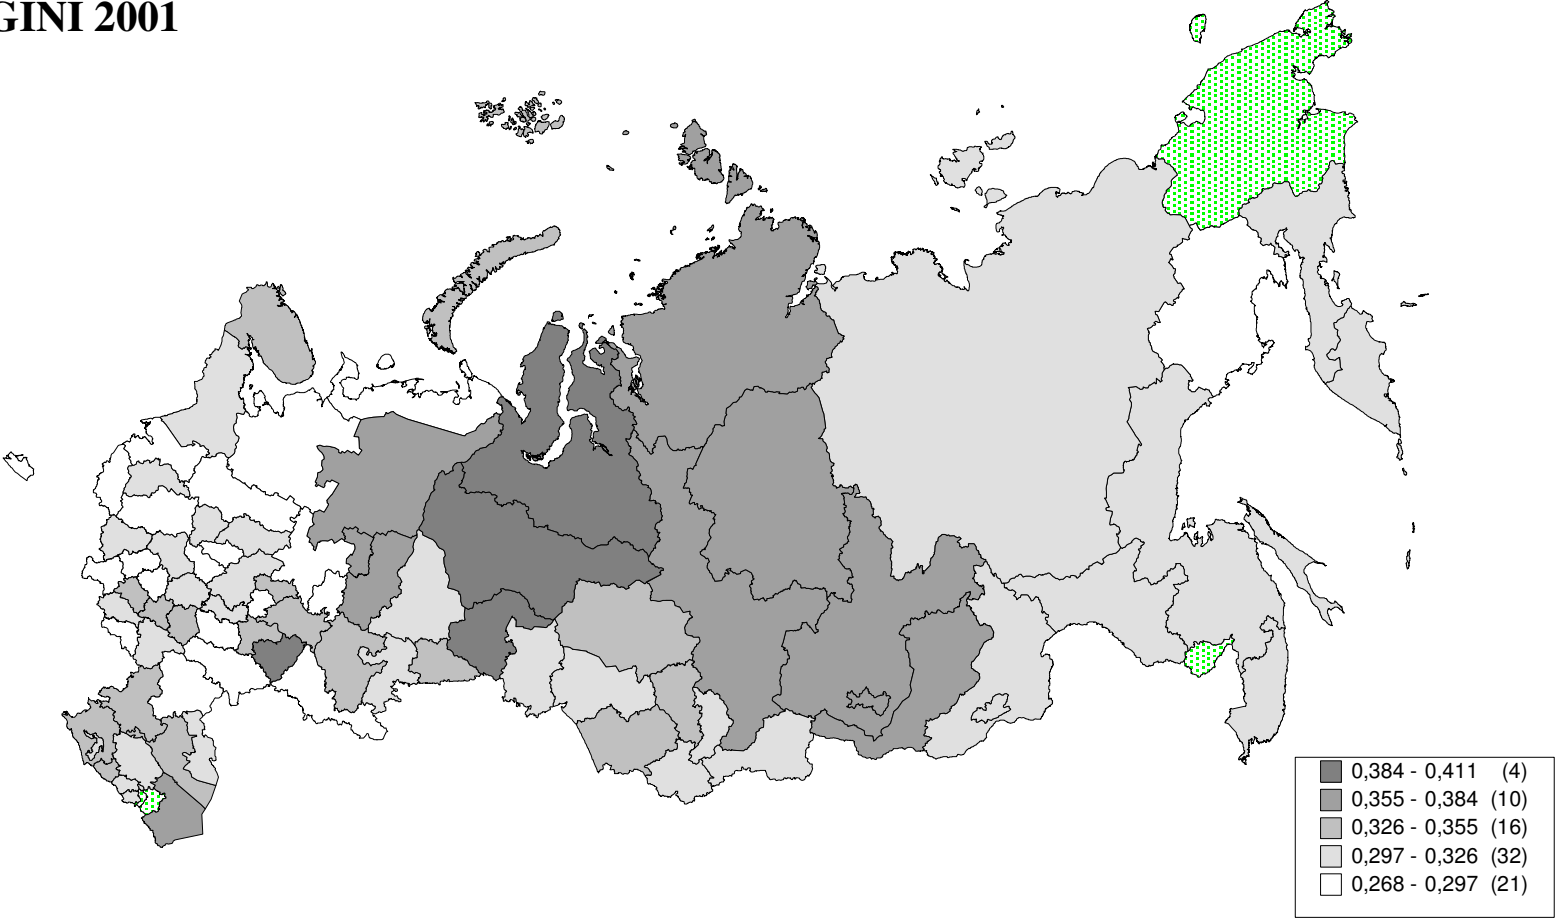 GINI 2001
0,384 - 0,411 (4)
0,355 - 0,384 (10)
0,326 - 0,355 (16)
0,297 - 0,326 (32)
0,268 - 0,297 (21)